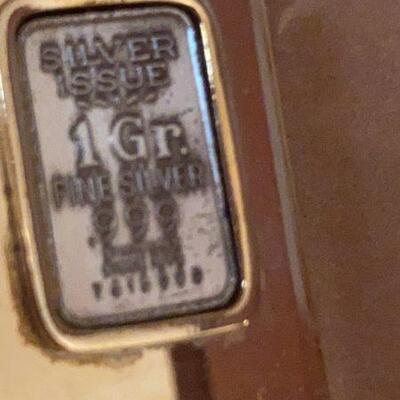 SILVER
ISSUE
1 Gr.
FINE SILVER
999